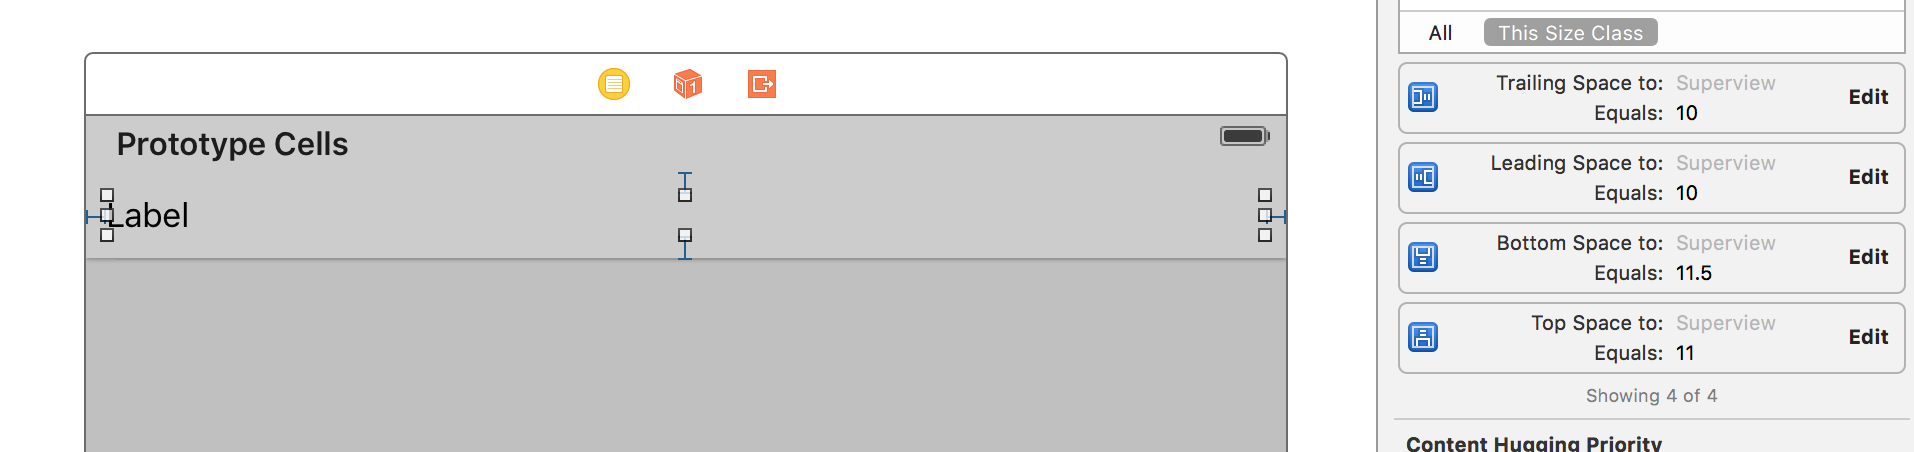 Prototype Cells
Label
All
This Size Class
Trailing Space to: Superview
Equals: 10
Edit
Leading Space to: Superview
Equals: 10
Edit
Bottom Space to: Superview
Equals: 11.5
Edit
Top Space to: Superview
Equals: 11
Edit
Showing 4 of 4
Content Hugging Priority